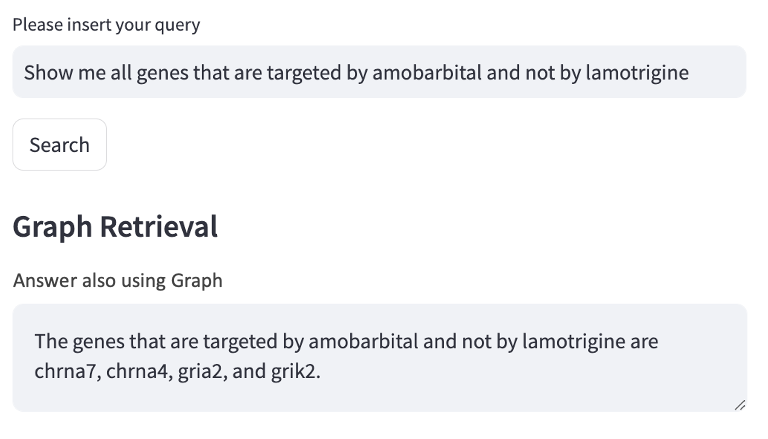 Please insert your query
Show me all genes that are targeted by amobarbital and not by lamotrigine
Search
Graph Retrieval
Answer also using Graph
The genes that are targeted by amobarbital and not by lamotrigine are
chrna7, chrna4, gria2, and grik2.